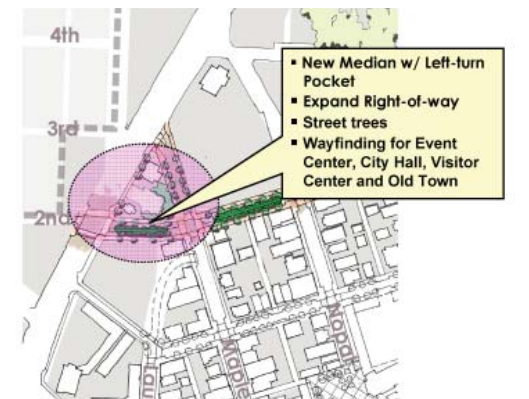 4th
3rd
2nd
▪ New Median w/ Left-turn
Pocket
▪ Expand Right-of-way
▪ Street trees
▪ Wayfinding for Event
Center, City Hall, Visitor
Center and Old Town
Maple